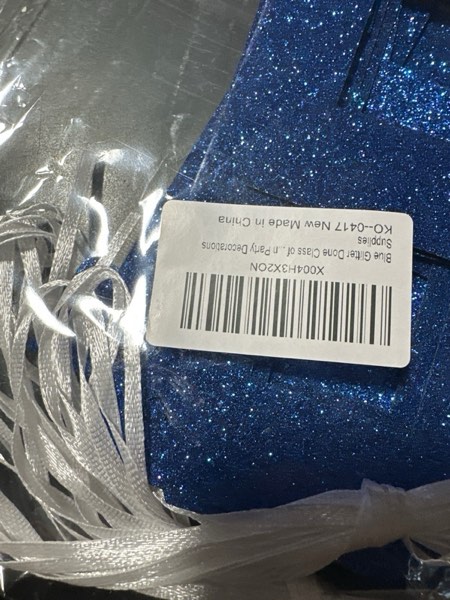 X004H3X2ON
Blue Glitter Done Class of ...n Party Decorations
Supplies
KO--0417 New Made in China